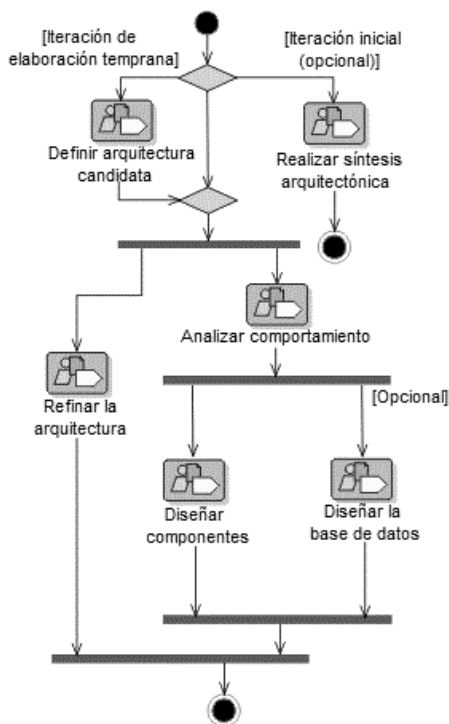 [Iteración de
elaboración temprana]
[Iteración inicial
(opcional)]
Definir arquitectura
candidata
Realizar síntesis
arquitectónica
Analizar comportamiento
Refinar la
arquitectura
[Opcional]
Diseñar
componentes
Diseñar la
base de datos